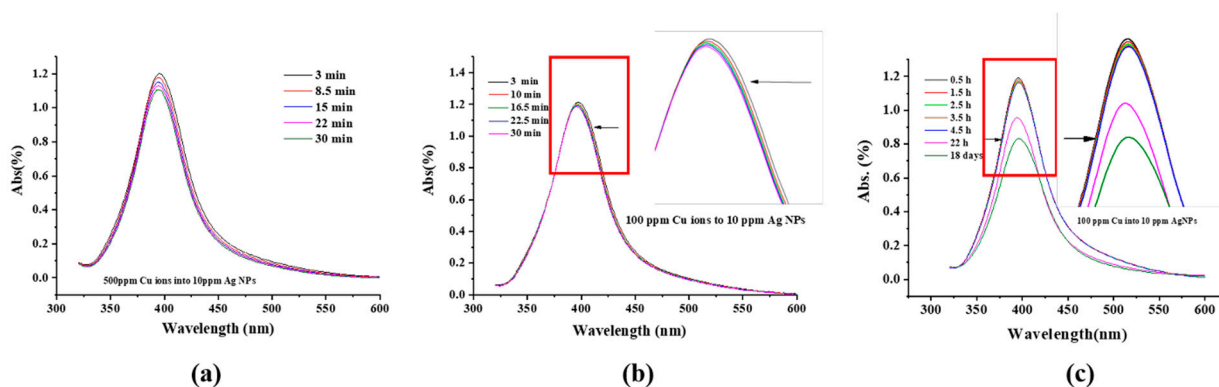 Abs(%)
1.2
1.0
0.8
0.6
0.4
0.2
0.0
3 min
8.5 min
15 min
22 min
30 min
500ppm Cu ions into 10ppm Ag NPs
300
350
400
450
500
550
600
Wavelength (nm)
(a)
Abs(%)
1.4
1.2
1.0
0.8
0.6
0.4
0.2
0.0
3 min
10 min
16.5 min
22.5 min
30 min
100 ppm Cu ions to 10 ppm Ag NPs
300
350
400
450
500
550
600
Wavelength (nm)
(b)
Abs. (%)
1.2
1.0
0.8
0.6
0.4
0.2
0.0
0.5 h
1.5 h
2.5 h
3.5 h
4.5 h
22 h
18 days
100 ppm Cu into 10 ppm AgNPs
300
350
400
450
500
550
600
Wavelength(nm)
(c)